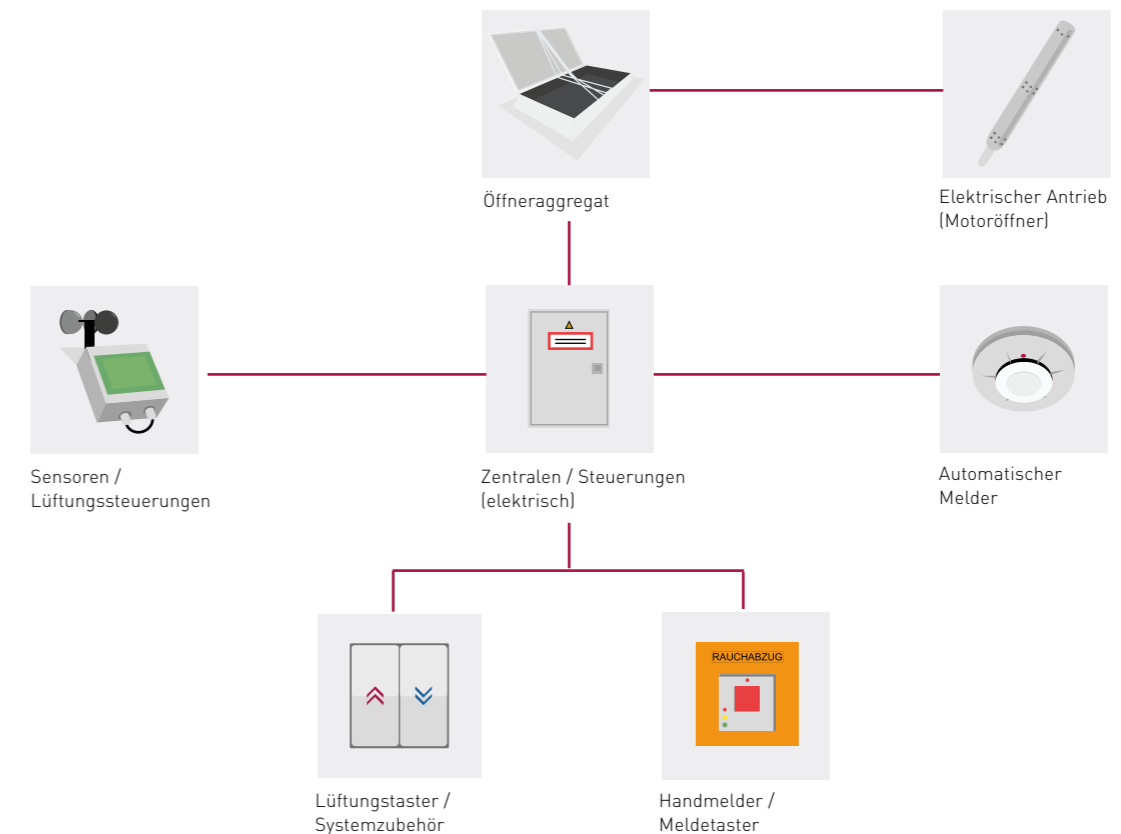 Öffneraggregat
Elektrischer Antrieb
(Motoröffner)
Sensoren /
Lüftungssteuerungen
Zentralen / Steuerungen
(elektrisch)
Automatischer
Melder
RAUCHABZUG
Lüftungstaster /
Systemzubehör
Handmelder /
Meldetaster